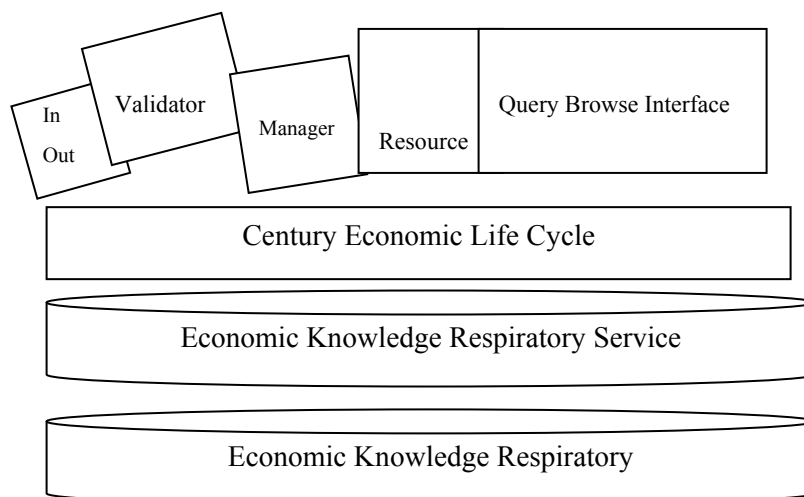 In
Out
Validator
Manager
Resource
Query Browse Interface
Century Economic Life Cycle
Economic Knowledge Respiratory Service
Economic Knowledge Respiratory